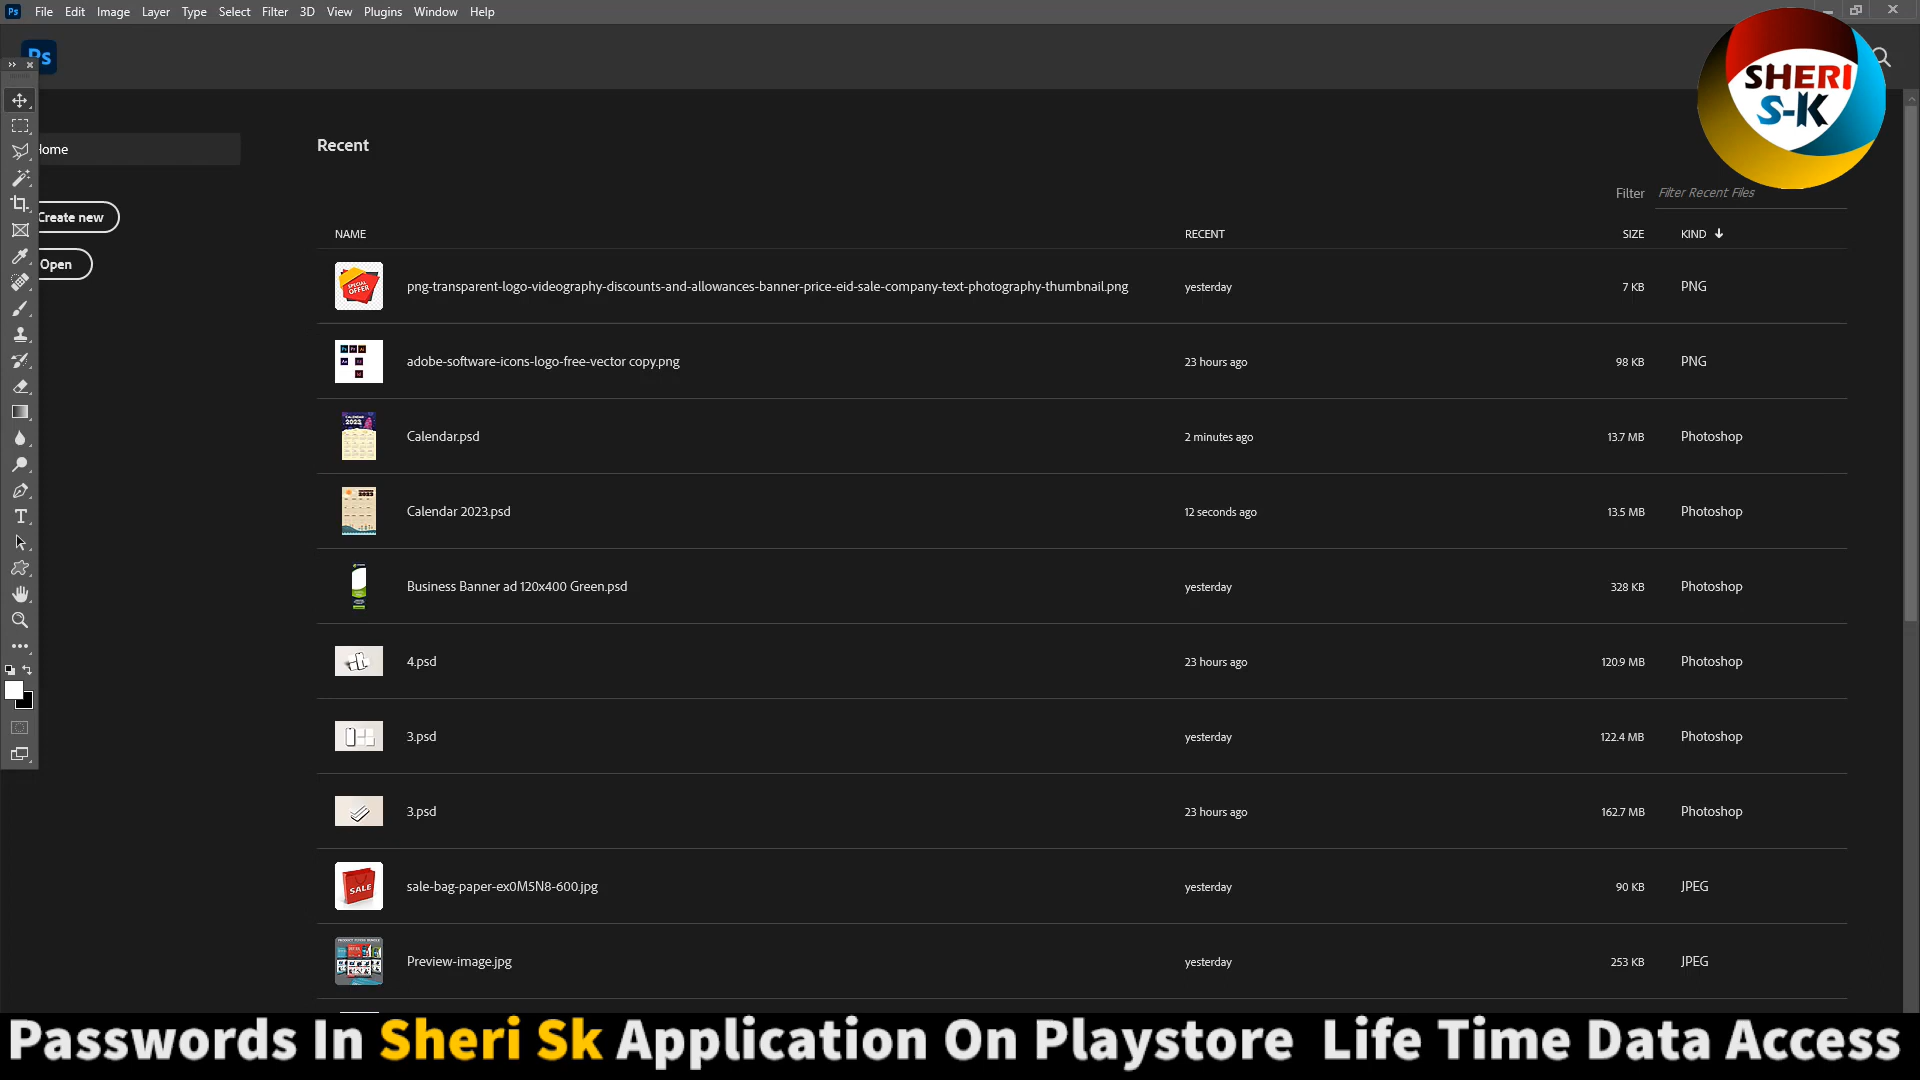 Ps File Edit Image Layer Type Select Filter 3D View Plugins Window Help
Ps
SHERI
S-K
Home
Recent
Create new
Open
Filter Filter Recent Files
NAME RECENT SIZE KIND
SPECIAL OFFER
png-transparent-logo-videography-discounts-and-allowances-banner-price-eid-sale-company-text-photography-thumbnail.png yesterday 7 KB PNG
adobe-software-icons-logo-free-vector copy.png 23 hours ago 98 KB PNG
CALENDAR
2023
Calendar.psd 2 minutes ago 13.7 MB Photoshop
Calendar 2023.psd 12 seconds ago 13.5 MB Photoshop
Business Banner ad 120x400 Green.psd yesterday 328 KB Photoshop
4.psd 23 hours ago 120.9 MB Photoshop
3.psd yesterday 122.4 MB Photoshop
3.psd 23 hours ago 162.7 MB Photoshop
SALE
sale-bag-paper-ex0M5N8-600.jpg yesterday 90 KB JPEG
Preview-image.jpg yesterday 253 KB JPEG
Passwords In Sheri Sk Application On Playstore Life Time Data Access